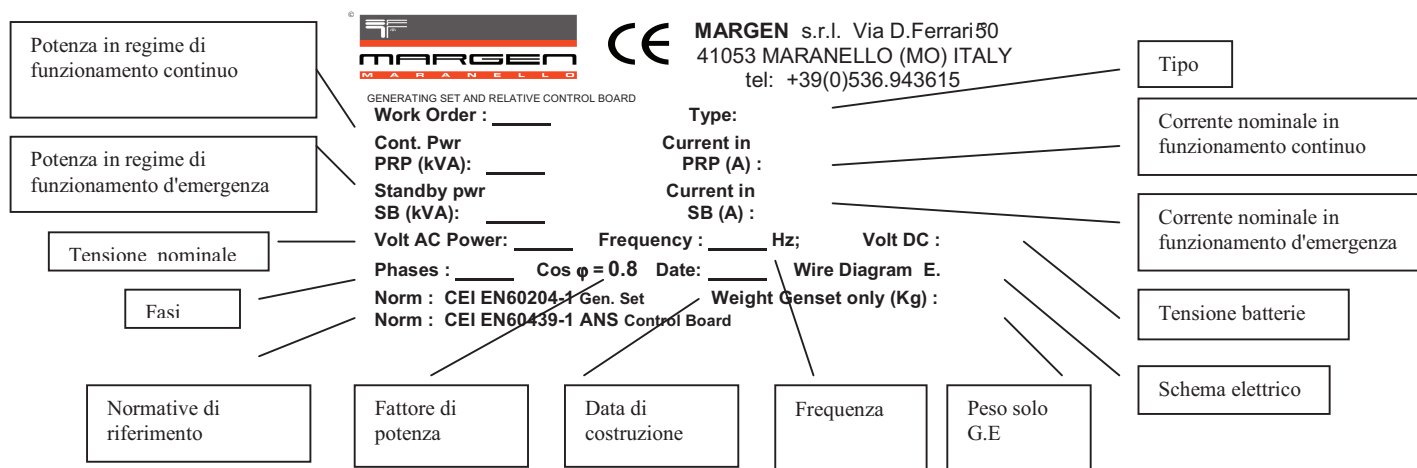 ©
MARGEN
MARANELLO
CE
MARGEN s.r.l. Via D.Ferrari 50
41053 MARANELLO (MO) ITALY
tel: +39(0)536.943615
GENERATING SET AND RELATIVE CONTROL BOARD
Work Order : Type:
Cont. Pwr Current in
PRP (kVA): PRP (A) :
Standby pwr Current in
SB (kVA): SB (A) :
Volt AC Power: Frequency : Hz; Volt DC :
Phases : Cos φ = 0.8 Date: Wire Diagram E.
Norm : CEI EN60204-1 Gen. Set Weight Genset only (Kg) :
Norm : CEI EN60439-1 ANS Control Board
Potenza in regime di
funzionamento continuo
Potenza in regime di
funzionamento d'emergenza
Tensione nominale
Fasi
Normative di
riferimento
Fattore di
potenza
Data di
costruzione
Frequenza
Peso solo
G.E
Tipo
Corrente nominale in
funzionamento continuo
Corrente nominale in
funzionamento d'emergenza
Tensione batterie
Schema elettrico